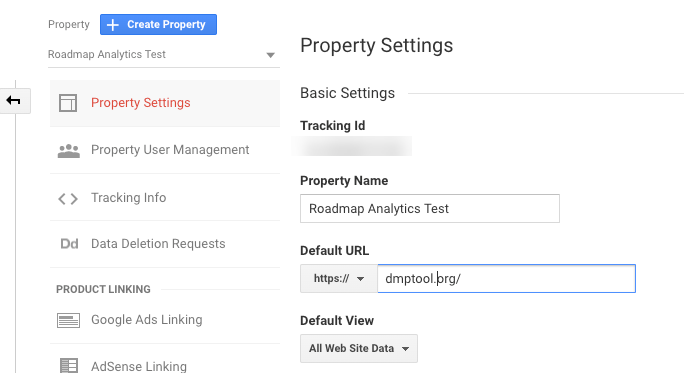 Property
Create Property
Roadmap Analytics Test
Property Settings
Property User Management
Tracking Info
Dd Data Deletion Requests
PRODUCT LINKING
Google Ads Linking
AdSense Linking
Property Settings
Basic Settings
Tracking Id
Property Name
Roadmap Analytics Test
Default URL
https:// dmptool.org/
Default View
All Web Site Data